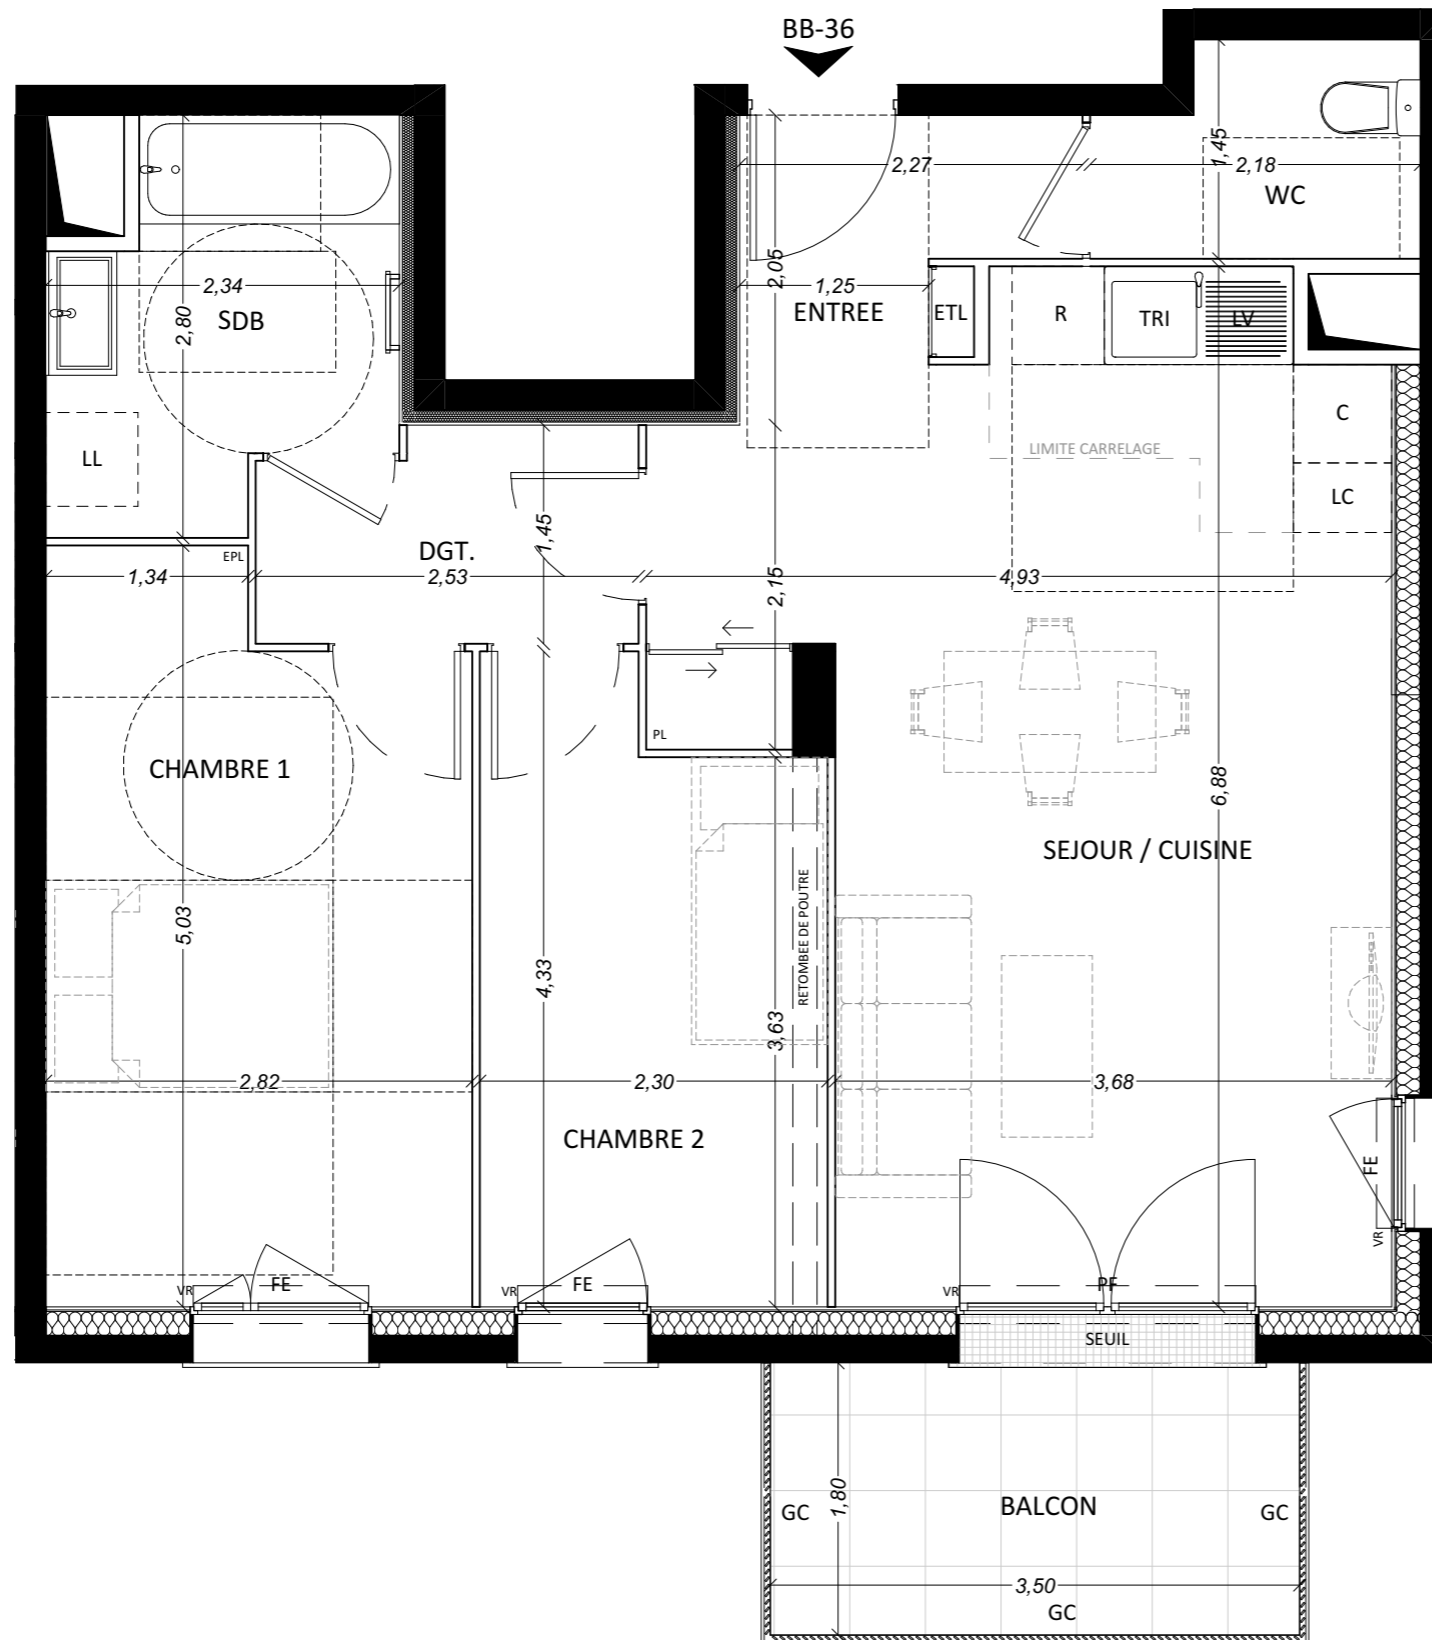 BB-36
1,45
2,27
2,18
WC
2,05
2,34
1,25
2,80
SDB
ENTREE
ETL
R
TRI
LV
C
LL
LIMITE CARRELAGE
LC
1,45
DGT.
EPL
1,34
2,53
2,15
4,93
PL
CHAMBRE 1
6,88
SEJOUR / CUISINE
RETOMBEE DE POUTRE
5,03
4,33
3,63
2,82
2,30
3,68
CHAMBRE 2
FE
VR
VR
FE
VR
FE
VR
PF
SEUIL
1,80
BALCON
GC
GC
3,50
GC